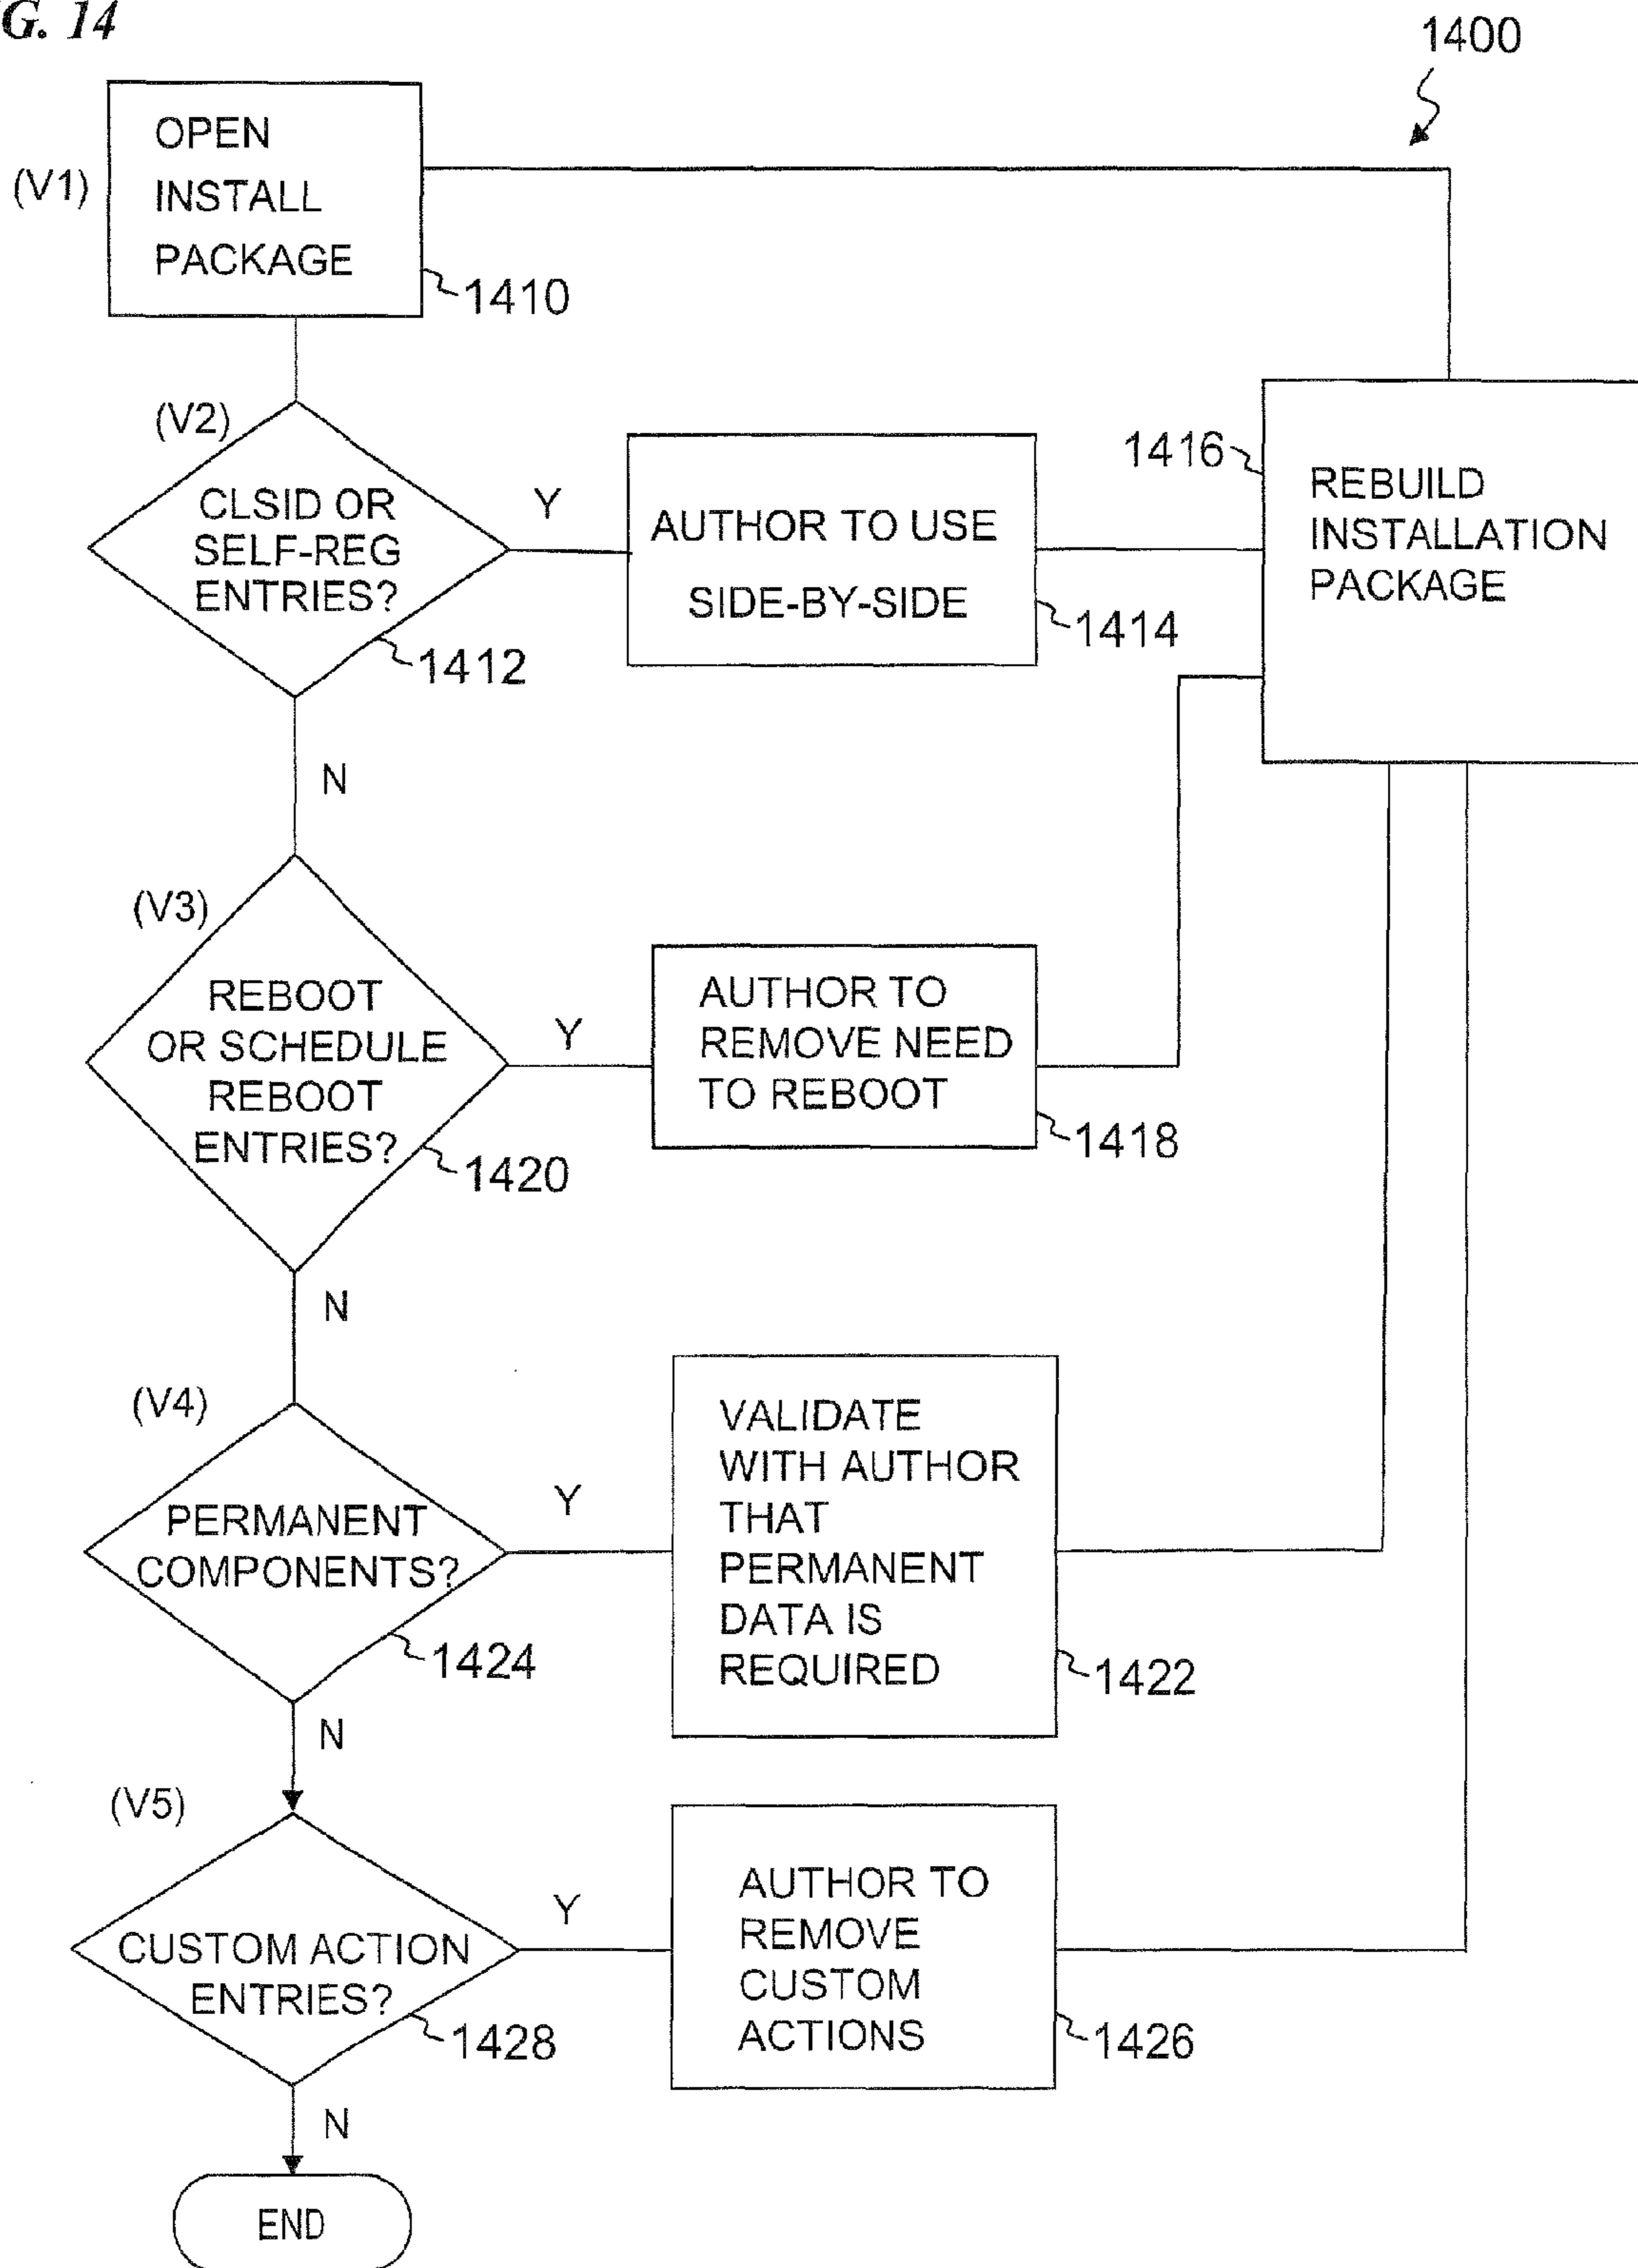 G. 14
1400
OPEN
INSTALL
PACKAGE
(V1)
1410
(V2)
CLSID OR
SELF-REG
ENTRIES?
1412
Y
AUTHOR TO USE
SIDE-BY-SIDE
1414
1416
REBUILD
INSTALLATION
PACKAGE
N
(V3)
REBOOT
OR SCHEDULE
REBOOT
ENTRIES?
1420
Y
AUTHOR TO
REMOVE NEED
TO REBOOT
1418
N
(V4)
PERMANENT
COMPONENTS?
1424
Y
VALIDATE
WITH AUTHOR
THAT
PERMANENT
DATA IS
REQUIRED
1422
N
(V5)
CUSTOM ACTION
ENTRIES?
1428
Y
AUTHOR TO
REMOVE
CUSTOM
ACTIONS
1426
N
END